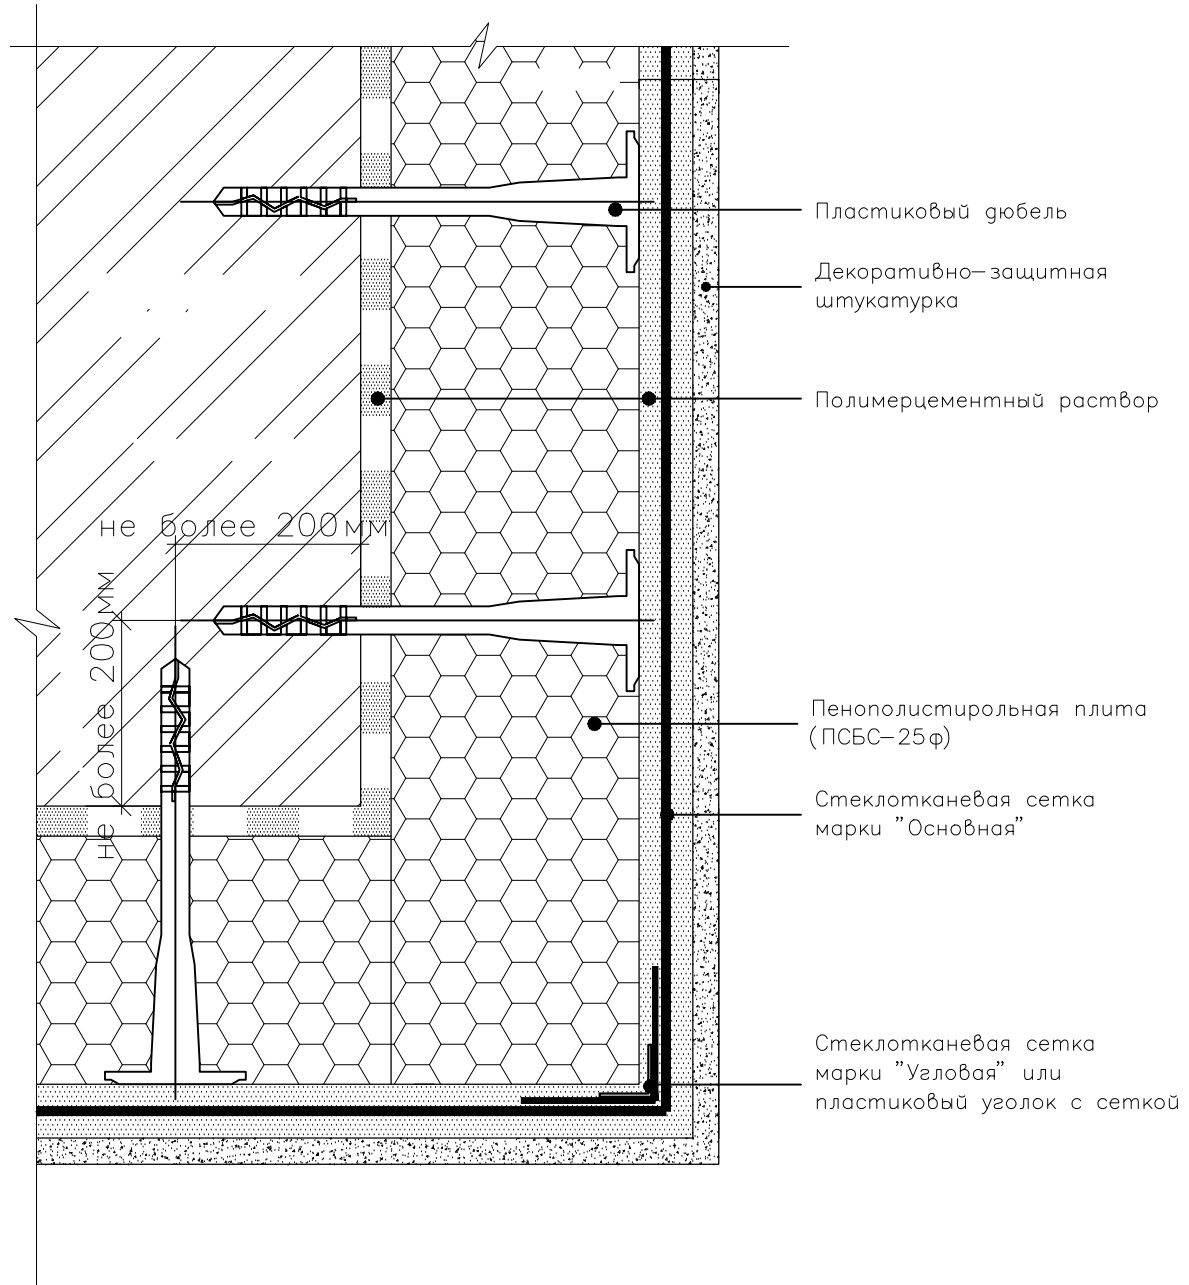 Пластиковый дюбель
Декоративно-защитная
штукатурка
Полимерцементный раствор
не более 200мм
не более 200мм
Пенополистирольная плита
(ПСБС-25ф)
Стеклотканевая сетка
марки "Основная"
Стеклотканевая сетка
марки "Угловая" или
пластиковый уголок с сеткой